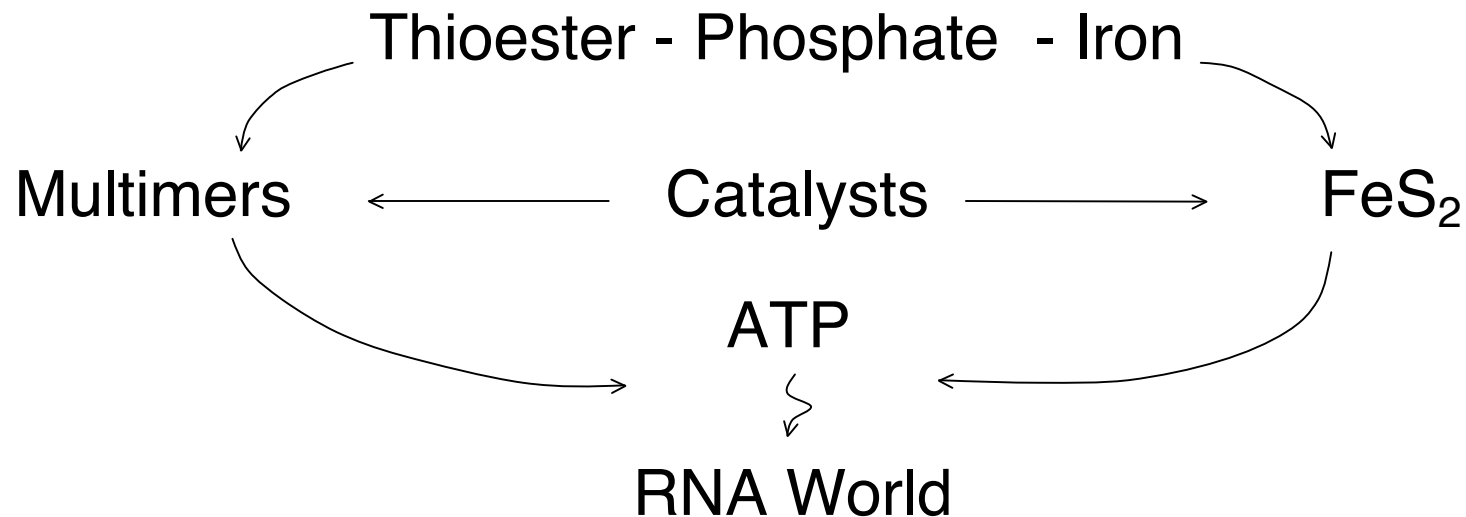 Thioester - Phosphate - Iron
Multimers Catalysts FeS₂
ATP
RNA World